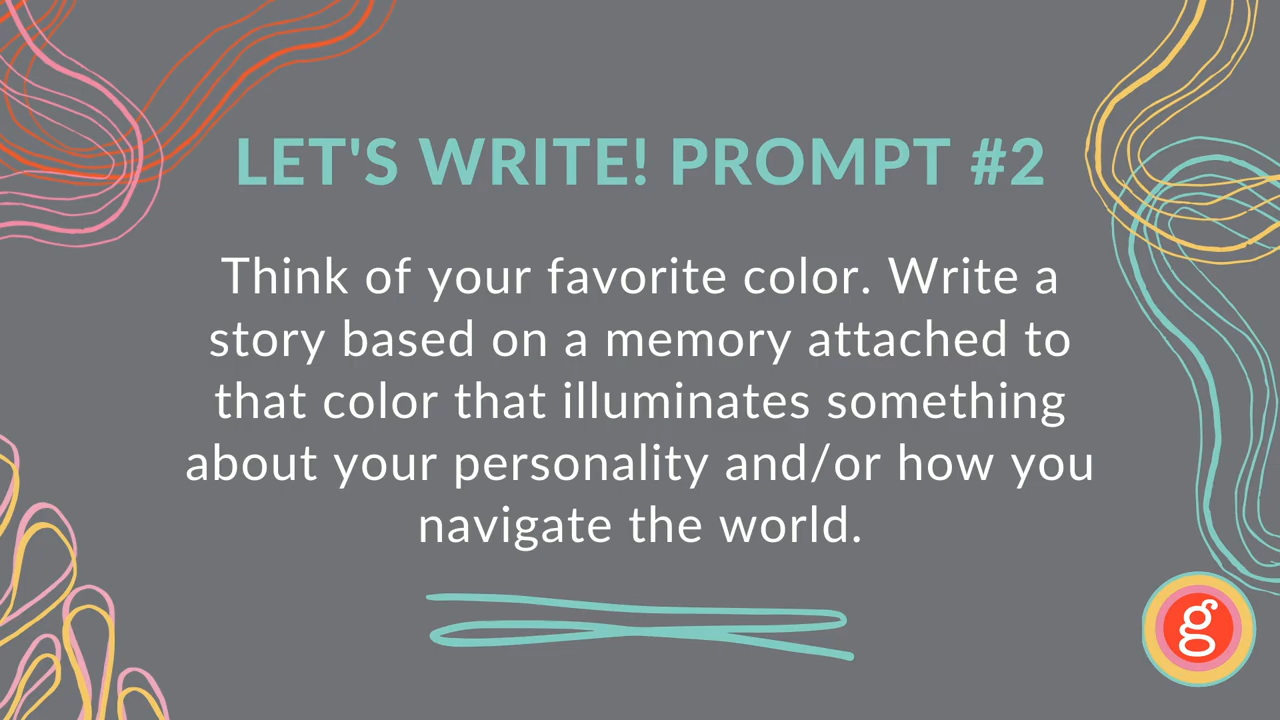 LET'S WRITE! PROMPT #2
Think of your favorite color. Write a
story based on a memory attached to
that color that illuminates something
about your personality and/or how you
navigate the world.
g